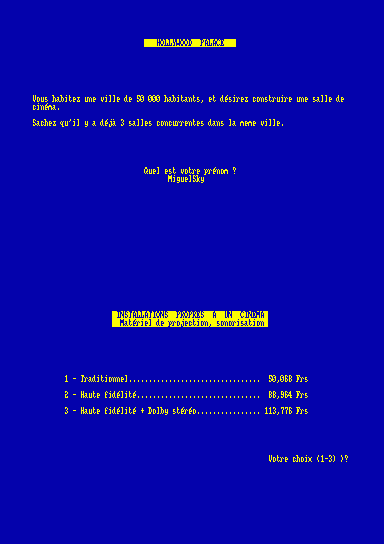 HOLLYWOOD PALACE
Vous habitez une ville de 50 000 habitants, et désirez construire une salle de
cinéma.
Sachez qu'il y a déjà 3 salles concurrentes dans la meme ville.
Quel est votre prénom ?
MiguelSky
INSTALLATIONS PROPRES A UN CINEMA
Matériel de projection, sonorisation
1 - Traditionnel................................. 50,068 Frs
2 - Haute fidélité............................... 88,964 Frs
3 - Haute fidélité + Dolby stéréo................ 113,776 Frs
Votre choix (1-3) )?